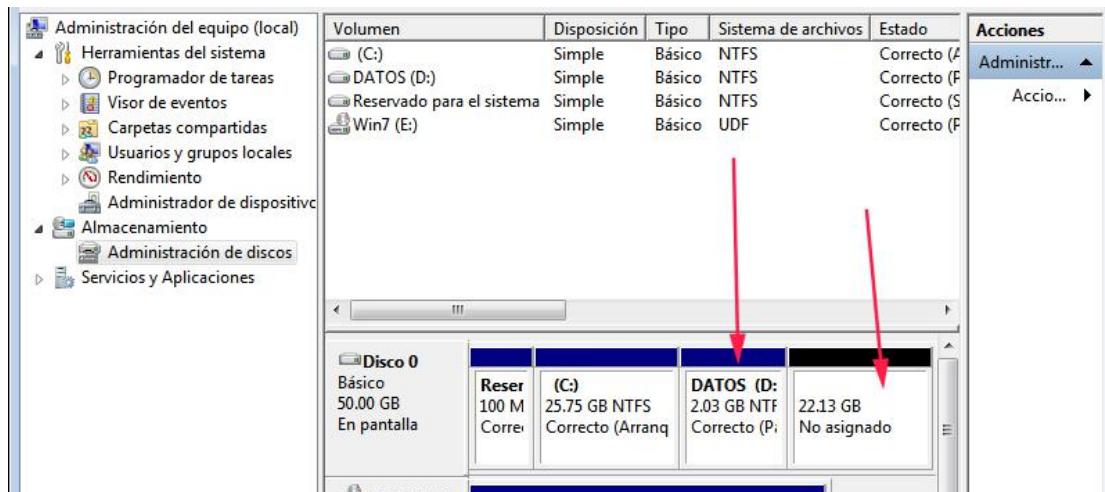 Administración del equipo (local)
Herramientas del sistema
Programador de tareas
Visor de eventos
Carpetas compartidas
Usuarios y grupos locales
Rendimiento
Administrador de dispositivo
Almacenamiento
Administración de discos
Servicios y Aplicaciones
Volumen Disposición Tipo Sistema de archivos Estado
(C:) Simple Básico NTFS Correcto (A
DATOS (D:) Simple Básico NTFS Correcto (P
Reservado para el sistema Simple Básico NTFS Correcto (S
Win7 (E:) Simple Básico UDF Correcto (P
Disco 0
Básico
50.00 GB
En pantalla
Reser
100 M
Corre
(C:)
25.75 GB NTFS
Correcto (Arranq
DATOS (D:
2.03 GB NTF
Correcto (Pa
22.13 GB
No asignado
Acciones
Administr...
Accio...